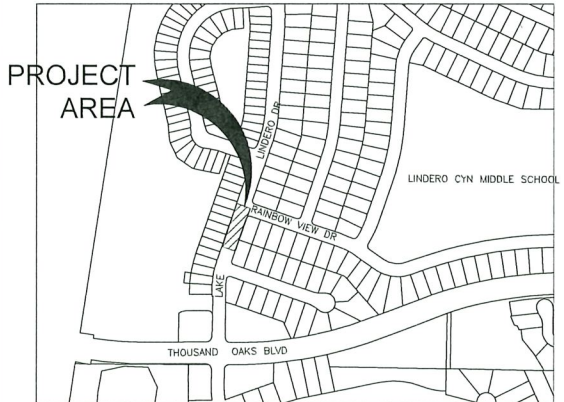 PROJECT
AREA
LINDERO DR
LINDERO CYN MIDDLE SCHOOL
RAINBOW VIEW DR
LAKE
THOUSAND OAKS BLVD